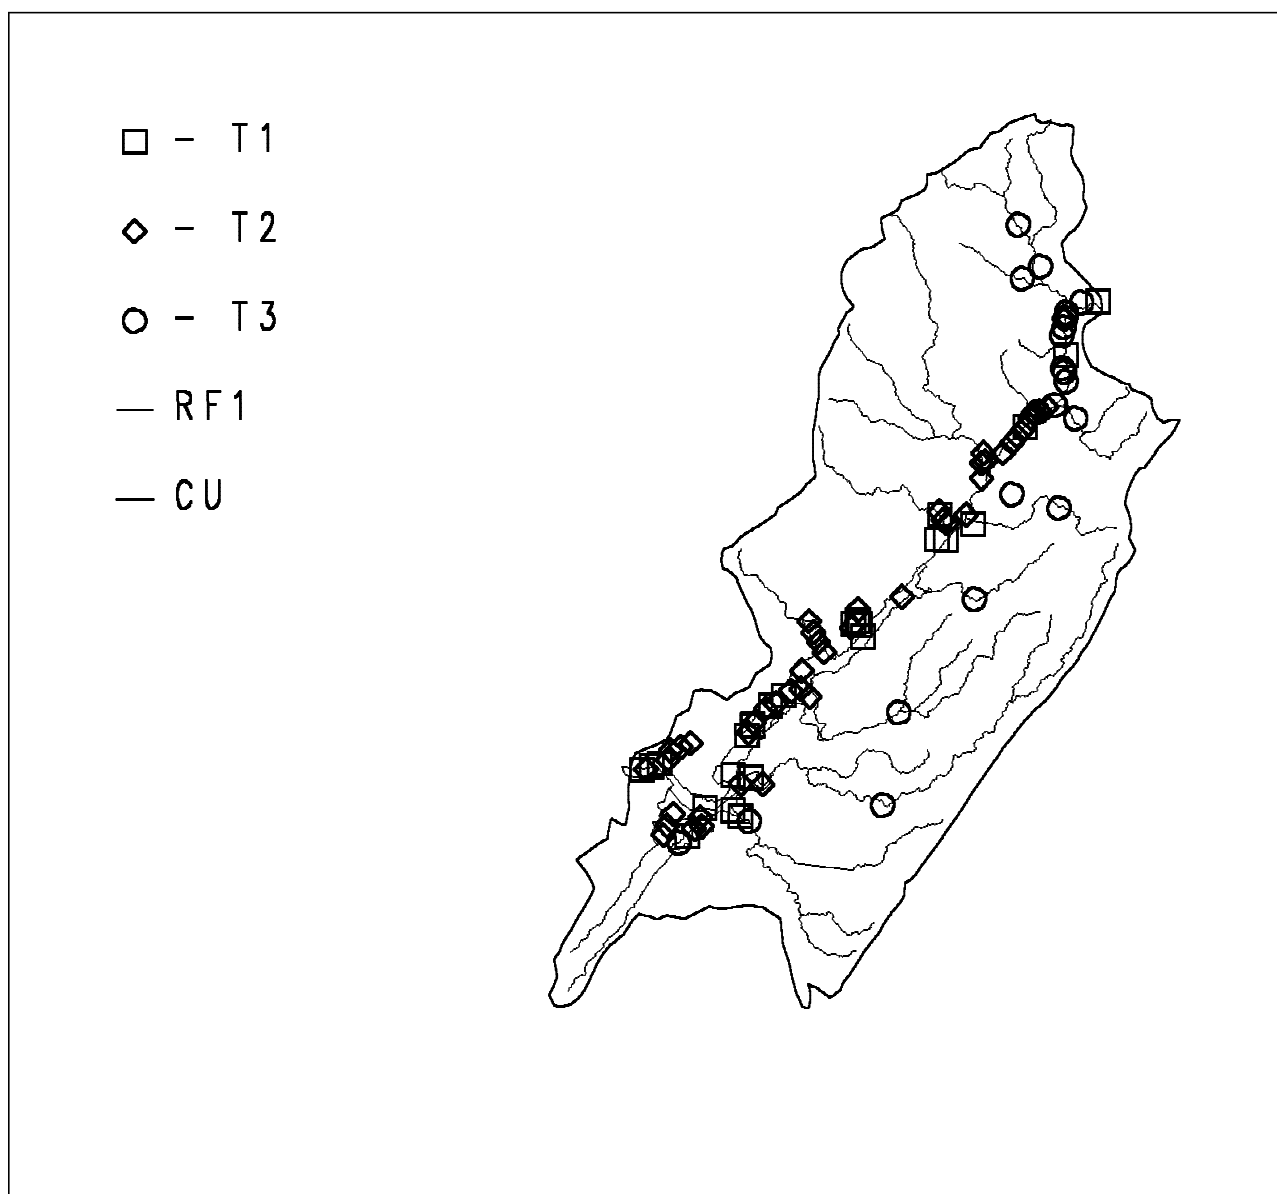 □ - T1
◇ - T2
○ - T3
— RF1
— CU